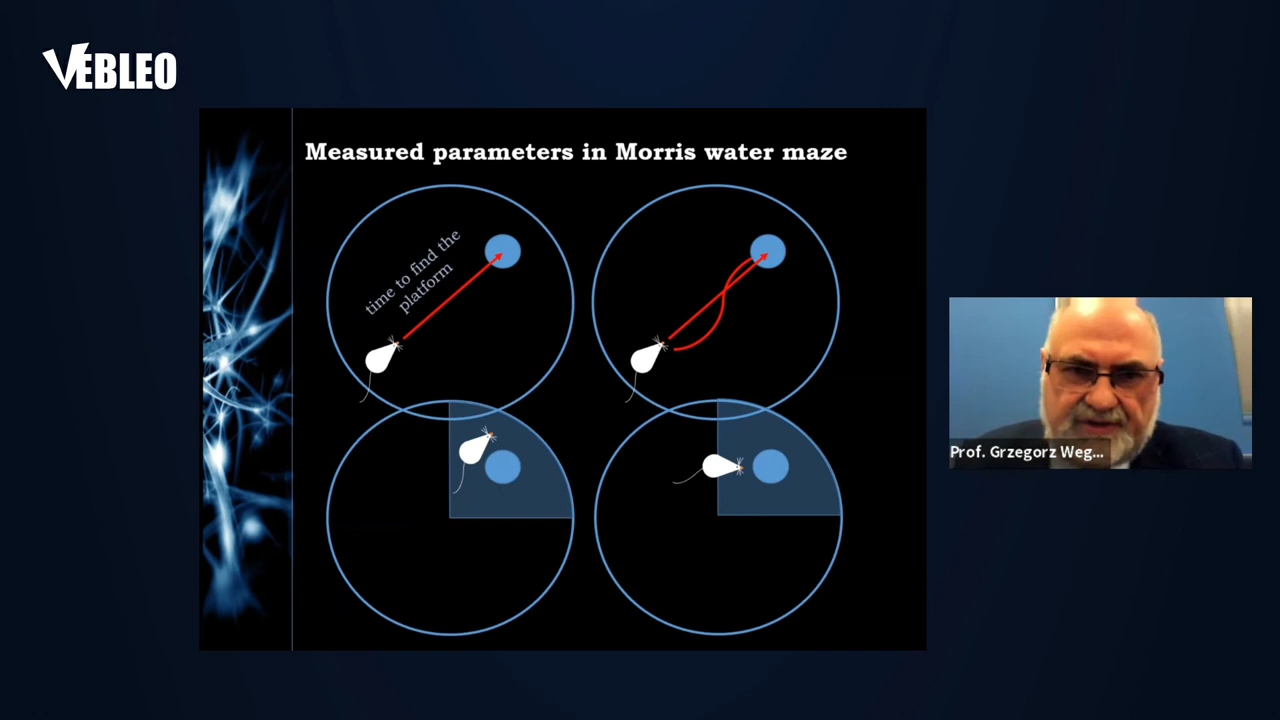 VEBLEO
Measured parameters in Morris water maze
time to find the
platform
Prof. Grzegorz Weg...